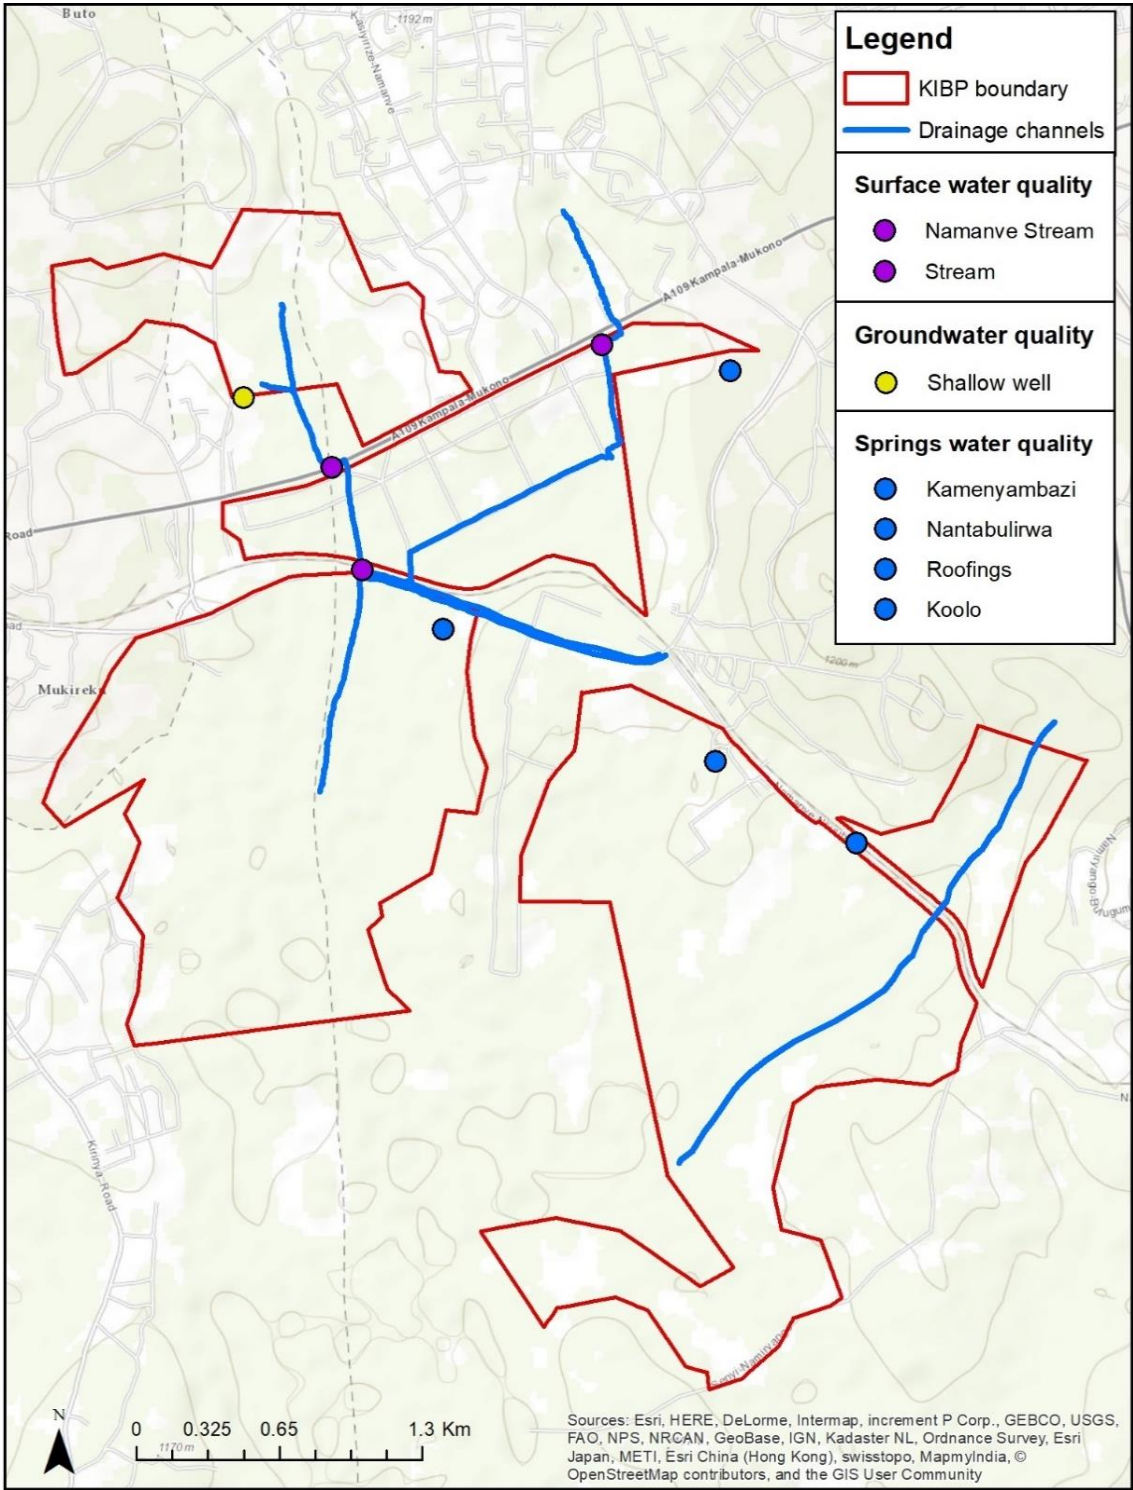 Buto
1192 m
Kasiyirize-Namanve
Legend
KIBP boundary
Drainage channels
Surface water quality
Namanve Stream
Stream
Groundwater quality
Shallow well
Springs water quality
Kamenyambazi
Nantabulirwa
Roofings
Koolo
A109 Kampala-Mukono
A109 Kampala-Mukono
Road
ad
1200 m
Kirinya-Road
N
0 0.325 0.65 1.3 Km
1170 m
Sources: Esri, HERE, DeLorme, Intermap, increment P Corp., GEBCO, USGS,
FAO, NPS, NRCAN, GeoBase, IGN, Kadaster NL, Ordnance Survey, Esri
Japan, METI, Esri China (Hong Kong), swisstopo, MapmyIndia, ©
OpenStreetMap contributors, and the GIS User Community